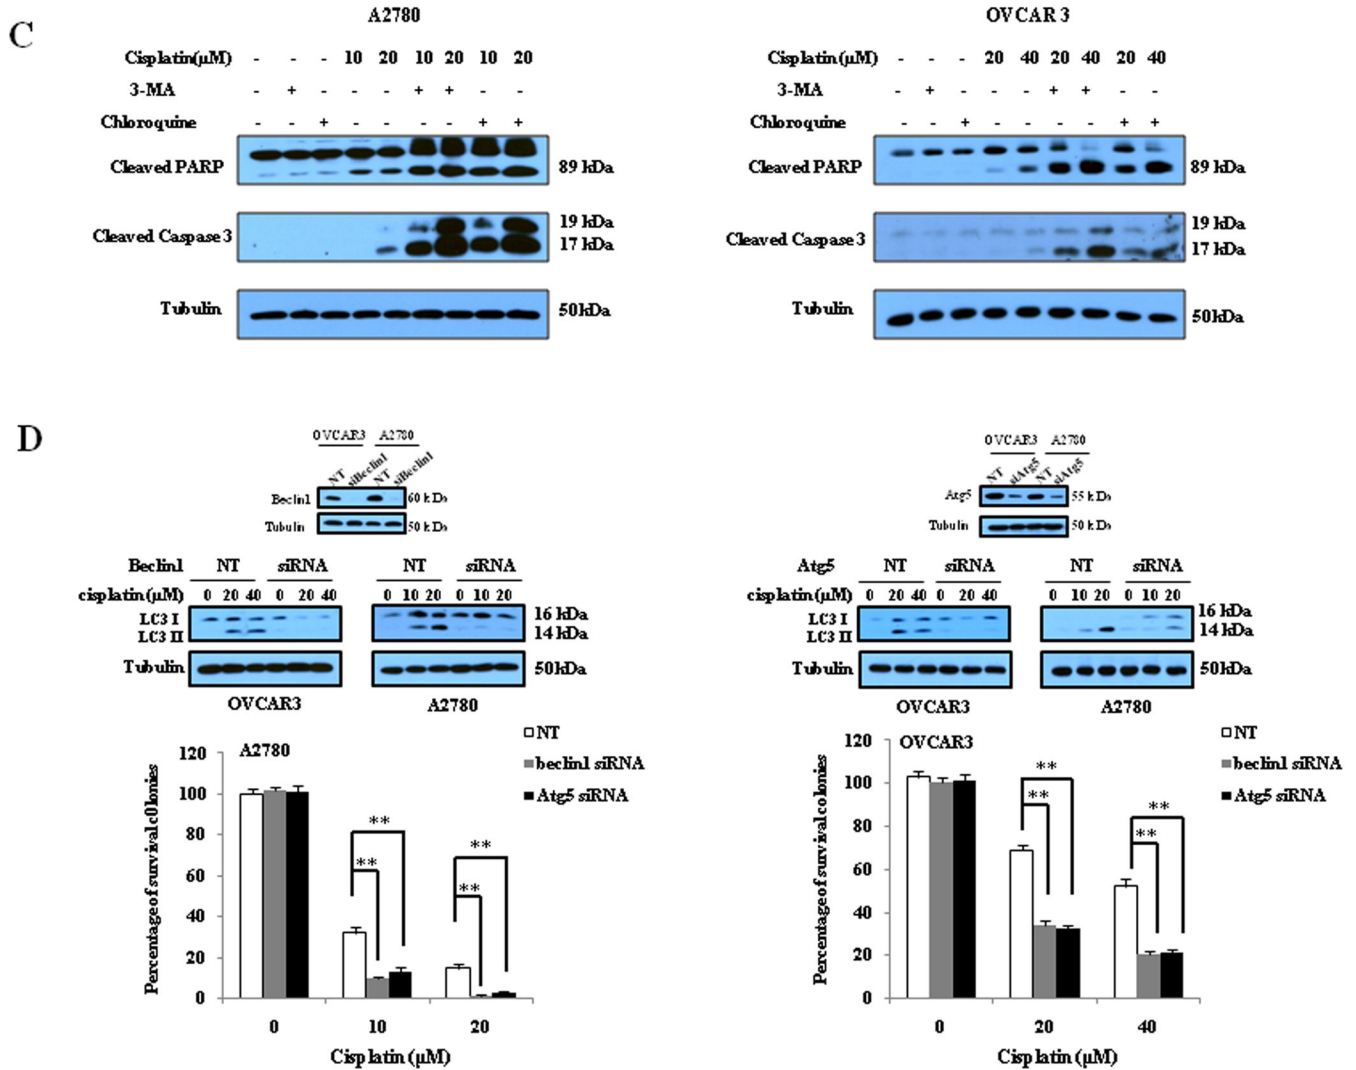 C
A2780
Cisplatin(μM) - - - 10 20 10 20 10 20
3-MA - + - - - + + - -
Chloroquine - - + - - - - + +
Cleaved PARP 89 kDa
Cleaved Caspase 3 19 kDa
17 kDa
Tubulin 50kDa
OVCAR 3
Cisplatin(μM) - - - 20 40 20 40 20 40
3-MA - + - - - + + - -
Chloroquine - - + - - - - + +
Cleaved PARP 89 kDa
Cleaved Caspase 3 19 kDa
17 kDa
Tubulin 50kDa
D
OVCAR3 A2780
NT siBeclin1 NT siBeclin1
Beclin1 60 kDa
Tubulin 50 kDa
Beclin1 NT siRNA NT siRNA
cisplatin(μM) 0 20 40 0 20 40 0 10 20 0 10 20
LC3 I 16 kDa
LC3 II 14 kDa
Tubulin 50kDa
OVCAR3 A2780
NT
beclin1 siRNA
Atg5 siRNA
A2780
Percentage of survival c0lonies
120
100
80
60
40
20
0
** ** ** **
0 10 20
Cisplatin (μM)
OVCAR3 A2780
NT siAtg5 NT siAtg5
Atg5 55 kDa
Tubulin 50 kDa
Atg5 NT siRNA NT siRNA
cisplatin(μM) 0 20 40 0 20 40 0 10 20 0 10 20
LC3 I 16 kDa
LC3 II 14 kDa
Tubulin 50kDa
OVCAR3 A2780
NT
beclin1 siRNA
Atg5 siRNA
OVCAR3
Percentage of survival colonies
120
100
80
60
40
20
0
** ** ** **
0 20 40
Cisplatin (μM)